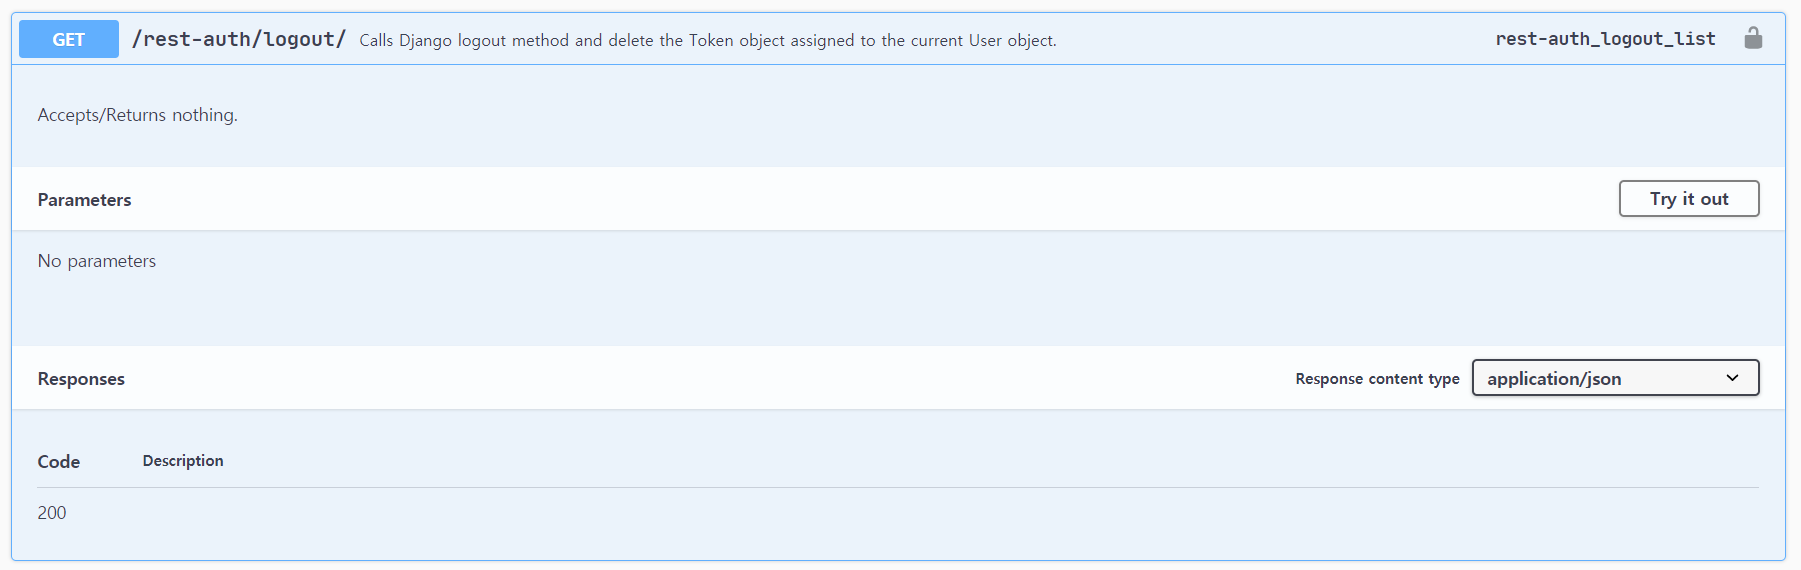 GET /rest-auth/logout/ Calls Django logout method and delete the Token object assigned to the current User object. rest-auth_logout_list
Accepts/Returns nothing.
Parameters Try it out
No parameters
Responses Response content type application/json
Code Description
200